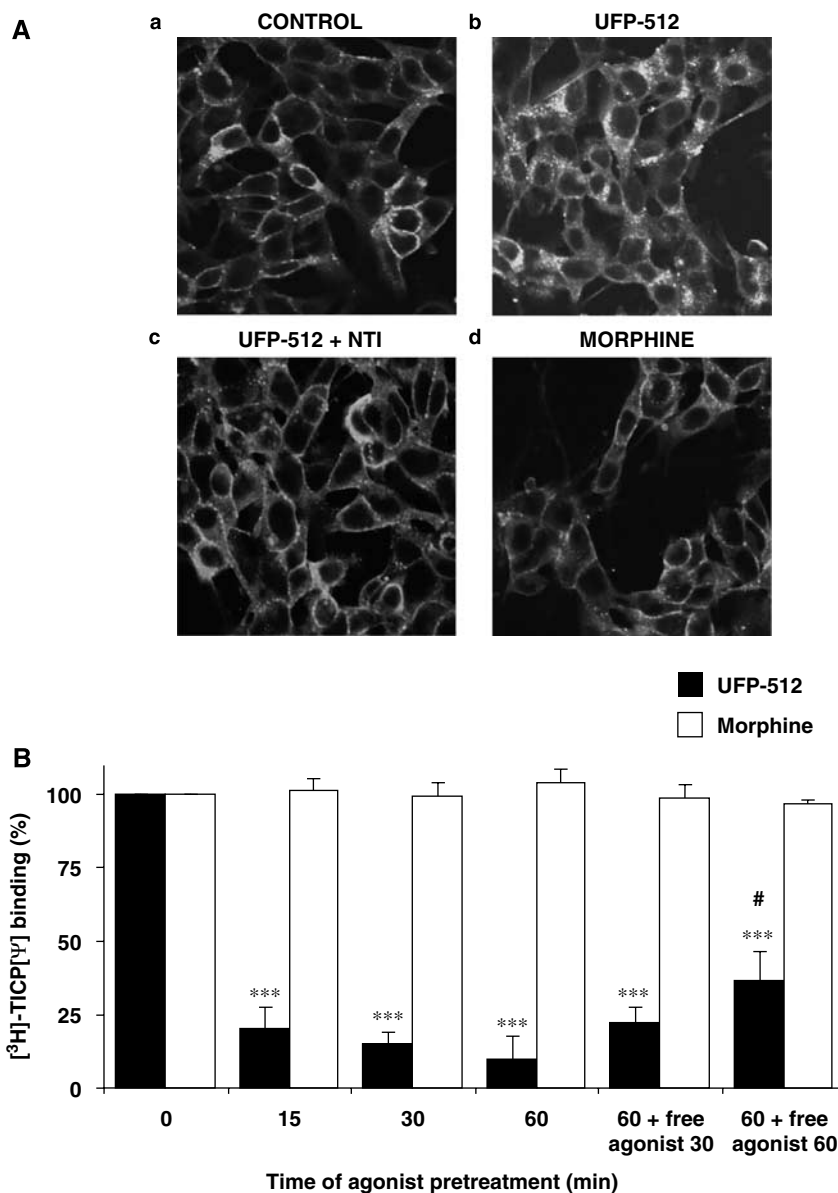 A
a CONTROL
b UFP-512
c UFP-512 + NTI
d MORPHINE
UFP-512
Morphine
B
[³H]-TICP[Ψ] binding (%)
100
75
50
25
0
***
***
***
***
#
***
0
15
30
60
60 + free
agonist 30
60 + free
agonist 60
Time of agonist pretreatment (min)